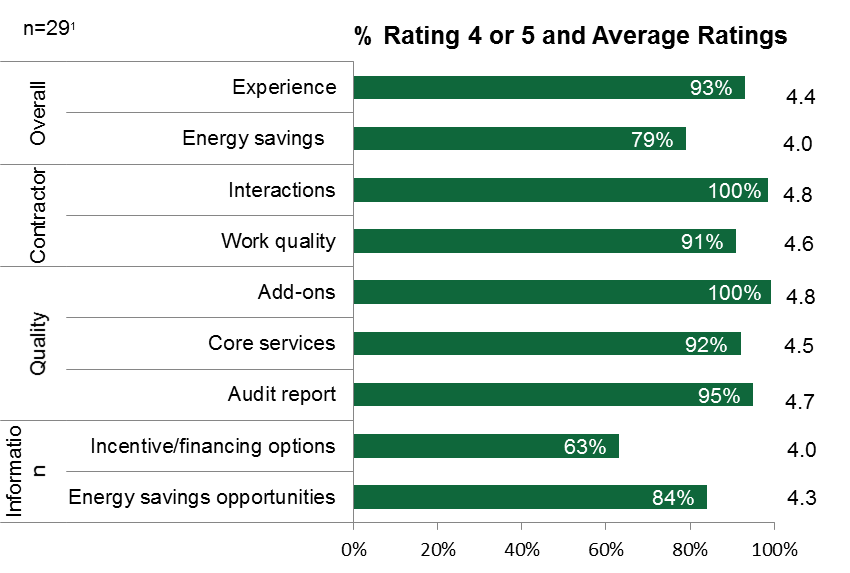 n=29¹
% Rating 4 or 5 and Average Ratings
Overall
Experience 93% 4.4
Energy savings 79% 4.0
Contractor
Interactions 100% 4.8
Work quality 91% 4.6
Quality
Add-ons 100% 4.8
Core services 92% 4.5
Audit report 95% 4.7
Informatio
n
Incentive/financing options 63% 4.0
Energy savings opportunities 84% 4.3
0% 20% 40% 60% 80% 100%